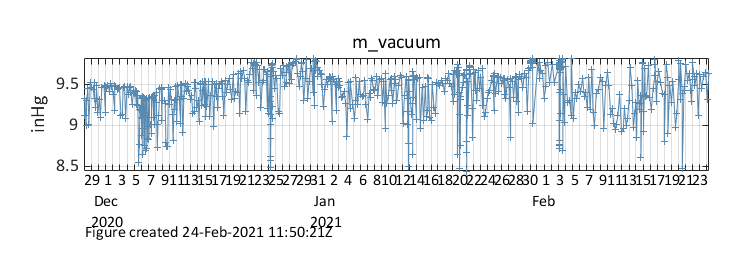 m_vacuum
inHg
9.5
9
8.5
29 1 3 5 7 9 11 13 15 17 19 21 23 25 27 29 31 2 4 6 8 10 12 14 16 18 20 22 24 26 28 30 1 3 5 7 9 11 13 15 17 19 21 23
Dec Jan Feb
2020 2021
Figure created 24-Feb-2021 11:50:21Z